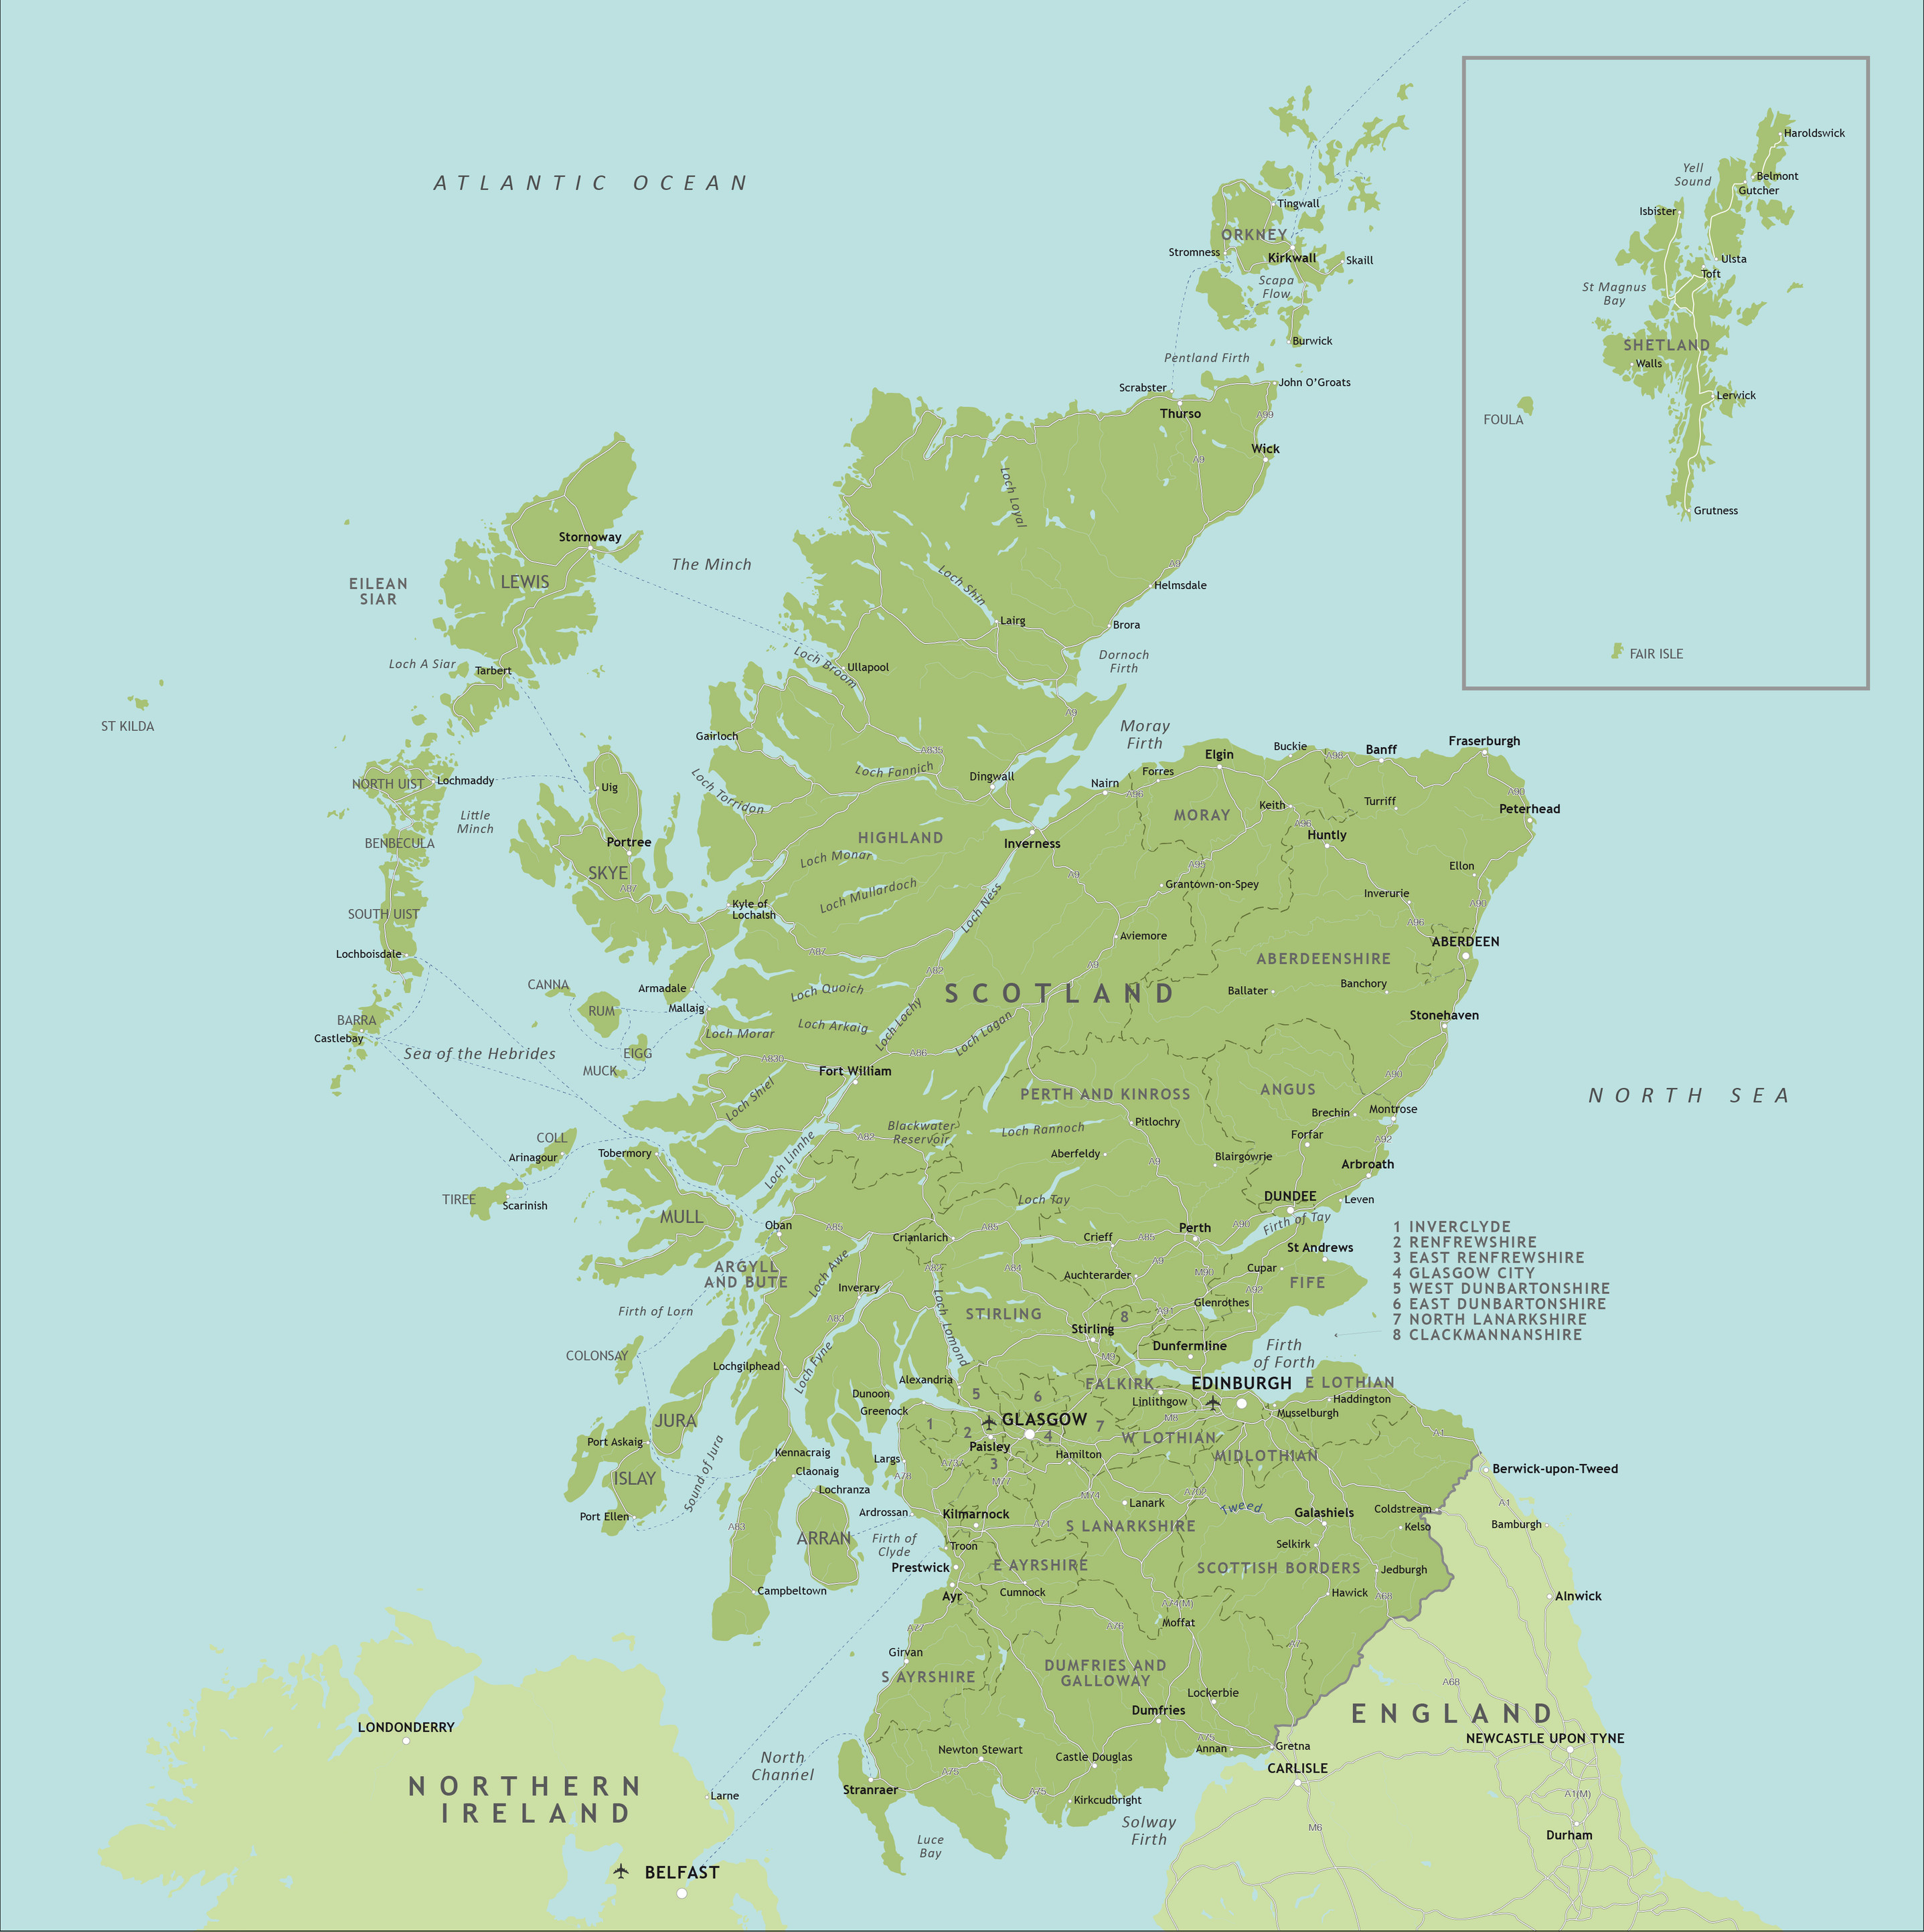 ATLANTIC OCEAN
Haroldswick
Yell
Sound
Belmont
Gutcher
Isbister
Ulsta
Toft
St Magnus
Bay
SHETLAND
Walls
Lerwick
FOULA
Grutness
FAIR ISLE
Tingwall
ORKNEY
Stromness
Kirkwall
Skaill
Scapa
Flow
Burwick
Pentland Firth
Scrabster
John O'Groats
Thurso
A99
Wick
A9
Loch Loyal
Stornoway
The Minch
LEWIS
EILEAN
SIAR
A9
Loch Shin
Helmsdale
Lairg
Brora
Loch A Siar
Tarbert
Loch Broom
Ullapool
Dornoch
Firth
ST KILDA
A9
Moray
Firth
Gairloch
A835
Loch Fannich
Dingwall
Loch Torridon
Elgin
Buckie
A98
Banff
Fraserburgh
Forres
Nairn
A96
A90
NORTH UIST
Lochmaddy
Uig
Little
Minch
MORAY
Keith
Turriff
Peterhead
A96
Huntly
BENBECULA
Portree
SKYE
A87
HIGHLAND
Inverness
Loch Monar
A9
A95
Ellon
Grantown-on-Spey
Loch Mullardoch
Loch Ness
Inverurie
A90
A96
SOUTH UIST
Kyle of
Lochalsh
Aviemore
ABERDEEN
Lochboisdale
A87
A82
A9
ABERDEENSHIRE
CANNA
Armadale
Loch Quoich
SCOTLAND
Ballater
Banchory
RUM
Mallaig
BARRA
Castlebay
Loch Morar
Loch Arkaig
Loch Lochy
Loch Lagan
Stonehaven
Sea of the Hebrides
EIGG
MUCK
A830
A86
Fort William
A90
Loch Shiel
PERTH AND KINROSS
ANGUS
NORTH SEA
Brechin
Montrose
Pitlochry
Blackwater
Reservoir
Loch Rannoch
A82
Forfar
A92
COLL
Arinagour
Tobermory
Loch Linnhe
Aberfeldy
A9
Blairgowrie
Arbroath
TIREE
Scarinish
Loch Tay
DUNDEE
Leven
MULL
Oban
A85
A85
Crianlarich
Crieff
A85
Perth
A90
Firth of Tay
St Andrews
1 INVERCLYDE
2 RENFREWSHIRE
3 EAST RENFREWSHIRE
4 GLASGOW CITY
5 WEST DUNBARTONSHIRE
6 EAST DUNBARTONSHIRE
7 NORTH LANARKSHIRE
8 CLACKMANNANSHIRE
ARGYLL
AND BUTE
Loch Awe
A82
A84
A9
Auchterarder
M90
Cupar
FIFE
Inverary
A92
Glenrothes
A91
Firth of Lorn
A83
Loch Lomond
STIRLING
8
Stirling
Dunfermline
Firth
of Forth
COLONSAY
Lochgilphead
Loch Fyne
M9
Alexandria
5
6
FALKIRK
EDINBURGH
E LOTHIAN
Dunoon
Greenock
Linlithgow
Haddington
Musselburgh
JURA
1
2
GLASGOW
4
7
M8
W LOTHIAN
A1
Port Askaig
Paisley
Kennacraig
Largs
A737
3
Hamilton
MIDLOTHIAN
Berwick-upon-Tweed
ISLAY
Sound of Jura
Claonaig
A78
M77
Lochranza
M74
A702
A1
Port Ellen
Ardrossan
Kilmarnock
Lanark
Tweed
Galashiels
Coldstream
Bamburgh
A83
ARRAN
Firth of
Clyde
A71
S LANARKSHIRE
Kelso
Troon
Selkirk
Prestwick
E AYRSHIRE
SCOTTISH BORDERS
Jedburgh
Campbeltown
Ayr
Cumnock
Hawick
A68
Alnwick
A74(M)
A77
A76
Moffat
A7
Girvan
S AYRSHIRE
DUMFRIES AND
GALLOWAY
Lockerbie
A68
Dumfries
ENGLAND
LONDONDERRY
NEWCASTLE UPON TYNE
North
Channel
Newton Stewart
A75
Annan
Gretna
Castle Douglas
CARLISLE
NORTHERN
IRELAND
Larne
Stranraer
A75
A75
Kirkcudbright
A1(M)
Solway
Firth
M6
Durham
Luce
Bay
BELFAST